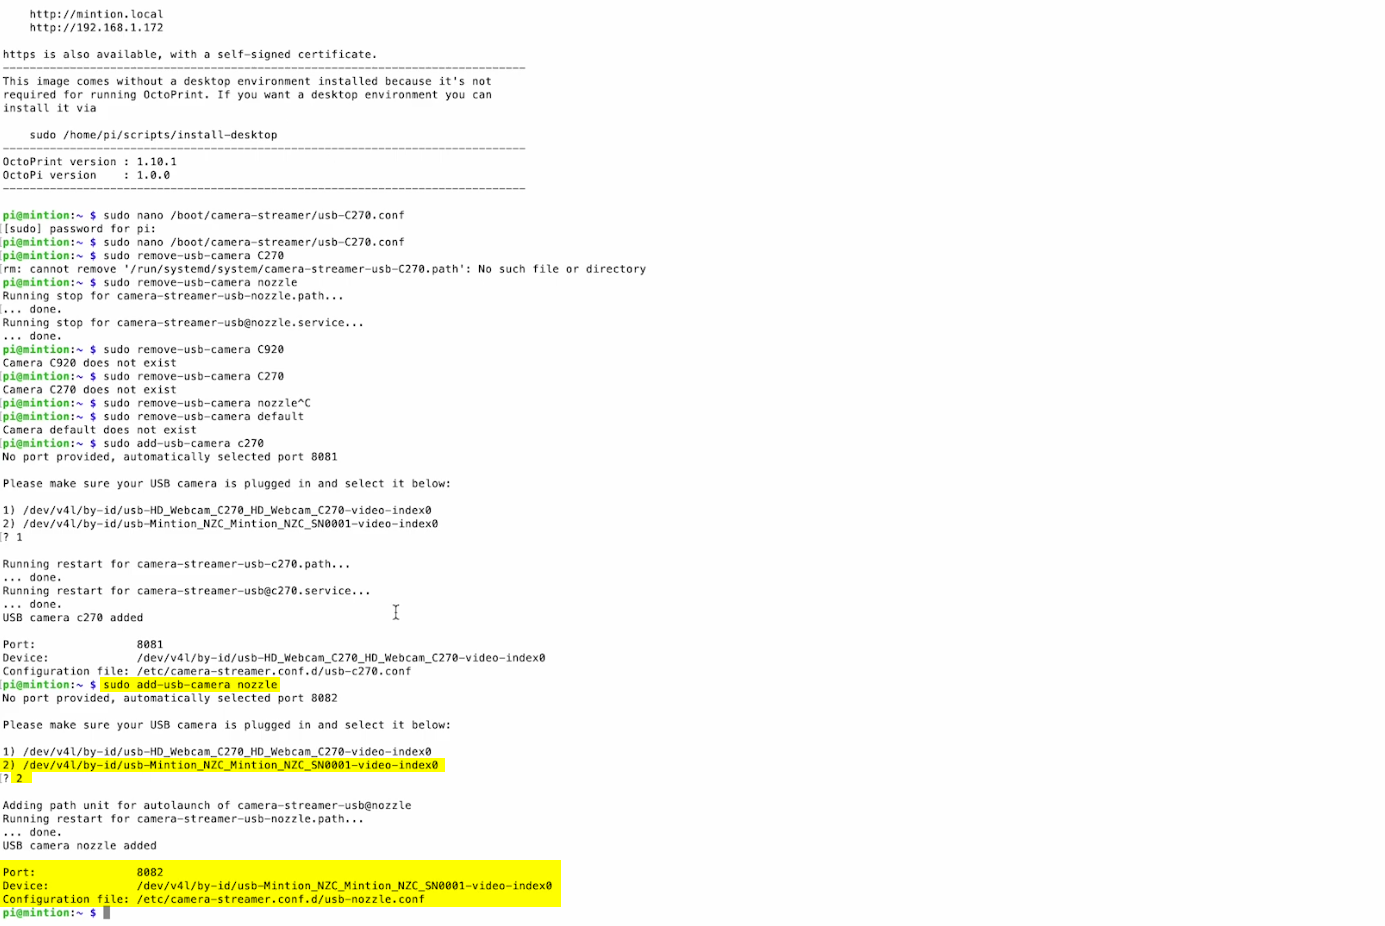 http://mintion.local
http://192.168.1.172
https is also available, with a self-signed certificate.
------------------------------------------------------------------------------
This image comes without a desktop environment installed because it's not
required for running OctoPrint. If you want a desktop environment you can
install it via
sudo /home/pi/scripts/install-desktop
------------------------------------------------------------------------------
OctoPrint version : 1.10.1
OctoPi version    : 1.0.0
------------------------------------------------------------------------------
pi@mintion:~ $ sudo nano /boot/camera-streamer/usb-C270.conf
[[sudo] password for pi:
[pi@mintion:~ $ sudo nano /boot/camera-streamer/usb-C270.conf
pi@mintion:~ $ sudo remove-usb-camera C270
[rm: cannot remove '/run/systemd/system/camera-streamer-usb-C270.path': No such file or directory
pi@mintion:~ $ sudo remove-usb-camera nozzle
Running stop for camera-streamer-usb-nozzle.path...
[... done.
Running stop for camera-streamer-usb@nozzle.service...
... done.
pi@mintion:~ $ sudo remove-usb-camera C920
Camera C920 does not exist
[pi@mintion:~ $ sudo remove-usb-camera C270
Camera C270 does not exist
[pi@mintion:~ $ sudo remove-usb-camera nozzle^C
[pi@mintion:~ $ sudo remove-usb-camera default
Camera default does not exist
[pi@mintion:~ $ sudo add-usb-camera c270
No port provided, automatically selected port 8081
Please make sure your USB camera is plugged in and select it below:
1) /dev/v4l/by-id/usb-HD_Webcam_C270_HD_Webcam_C270-video-index0
2) /dev/v4l/by-id/usb-Mintion_NZC_Mintion_NZC_SN0001-video-index0
[? 1
Running restart for camera-streamer-usb-c270.path...
... done.
Running restart for camera-streamer-usb@c270.service...
... done.
USB camera c270 added
Port:               8081
Device:             /dev/v4l/by-id/usb-HD_Webcam_C270_HD_Webcam_C270-video-index0
Configuration file: /etc/camera-streamer.conf.d/usb-c270.conf
[pi@mintion:~ $ sudo add-usb-camera nozzle
No port provided, automatically selected port 8082
Please make sure your USB camera is plugged in and select it below:
1) /dev/v4l/by-id/usb-HD_Webcam_C270_HD_Webcam_C270-video-index0
2) /dev/v4l/by-id/usb-Mintion_NZC_Mintion_NZC_SN0001-video-index0
[? 2
Adding path unit for autolaunch of camera-streamer-usb@nozzle
Running restart for camera-streamer-usb-nozzle.path...
... done.
USB camera nozzle added
Port:               8082
Device:             /dev/v4l/by-id/usb-Mintion_NZC_Mintion_NZC_SN0001-video-index0
Configuration file: /etc/camera-streamer.conf.d/usb-nozzle.conf
pi@mintion:~ $